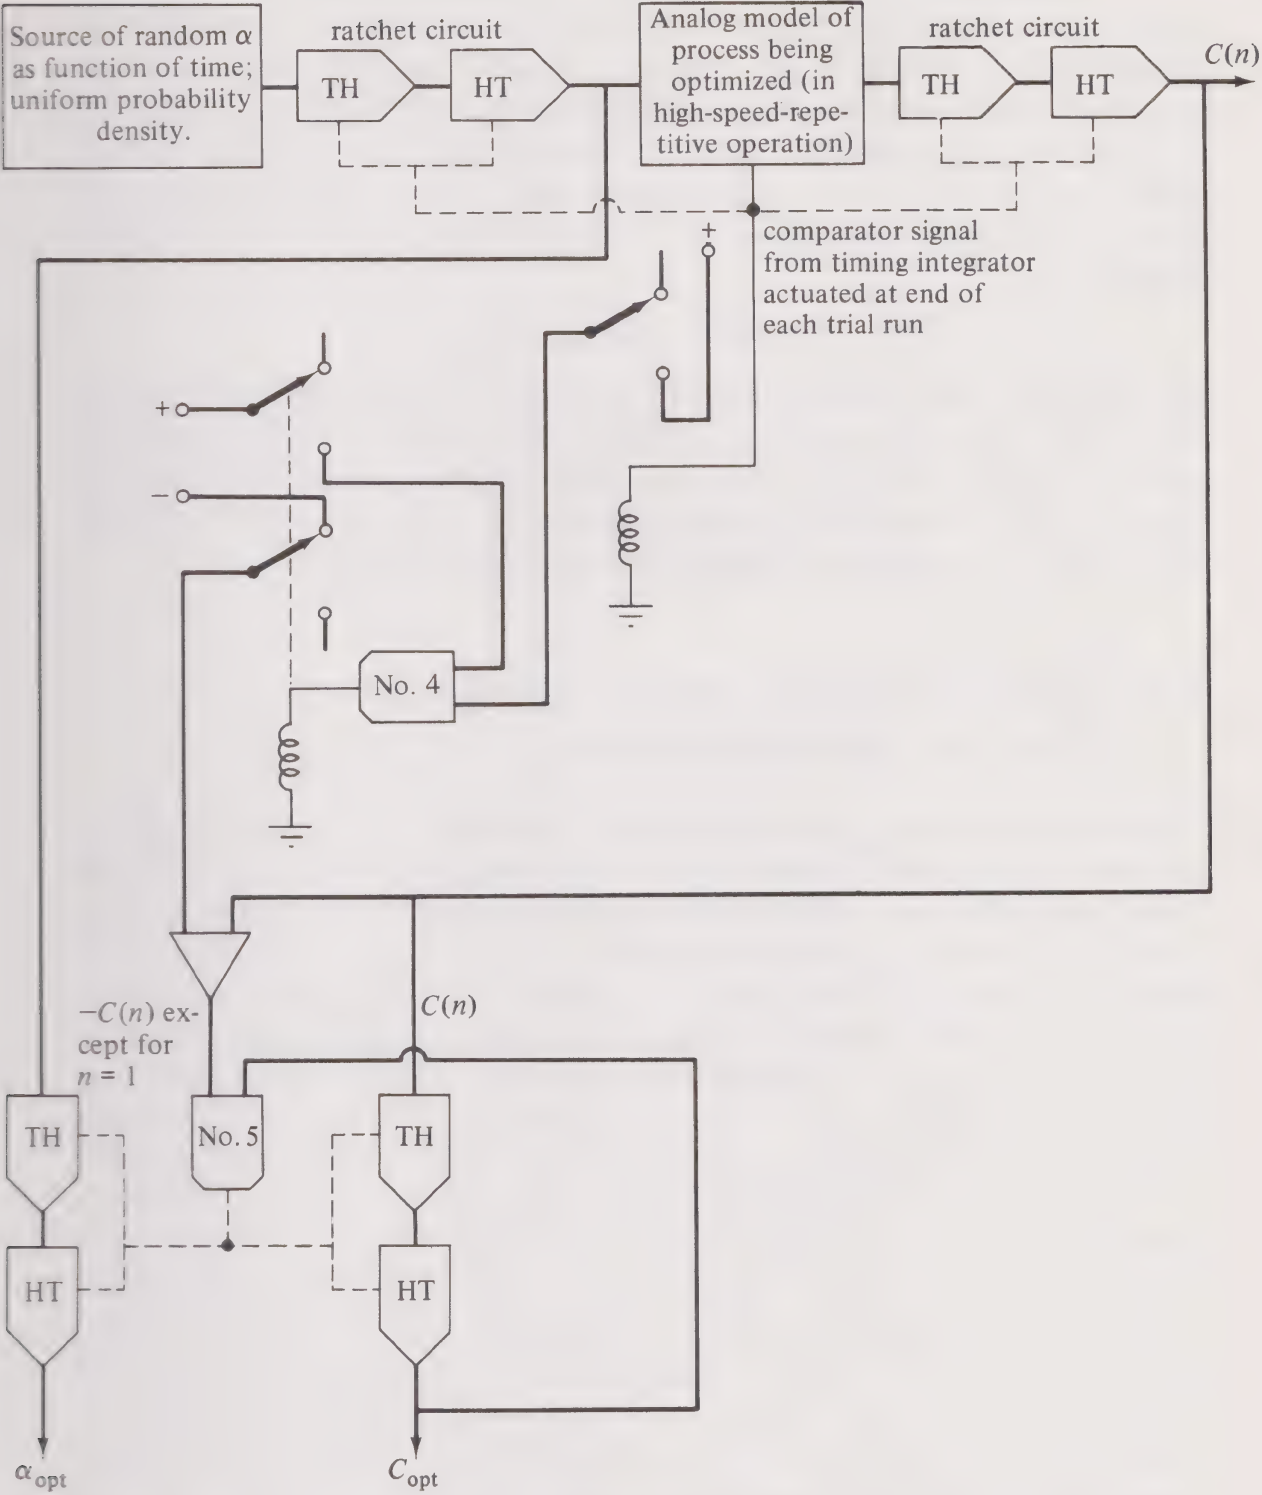 Source of random α
as function of time;
uniform probability
density.
ratchet circuit
TH
HT
Analog model of
process being
optimized (in
high-speed-repe-
titive operation)
ratchet circuit
TH
HT
C(n)
comparator signal
from timing integrator
actuated at end of
each trial run
+
+
−
No. 4
−C(n) ex-
cept for
n = 1
C(n)
TH
No. 5
TH
HT
HT
α opt
C opt